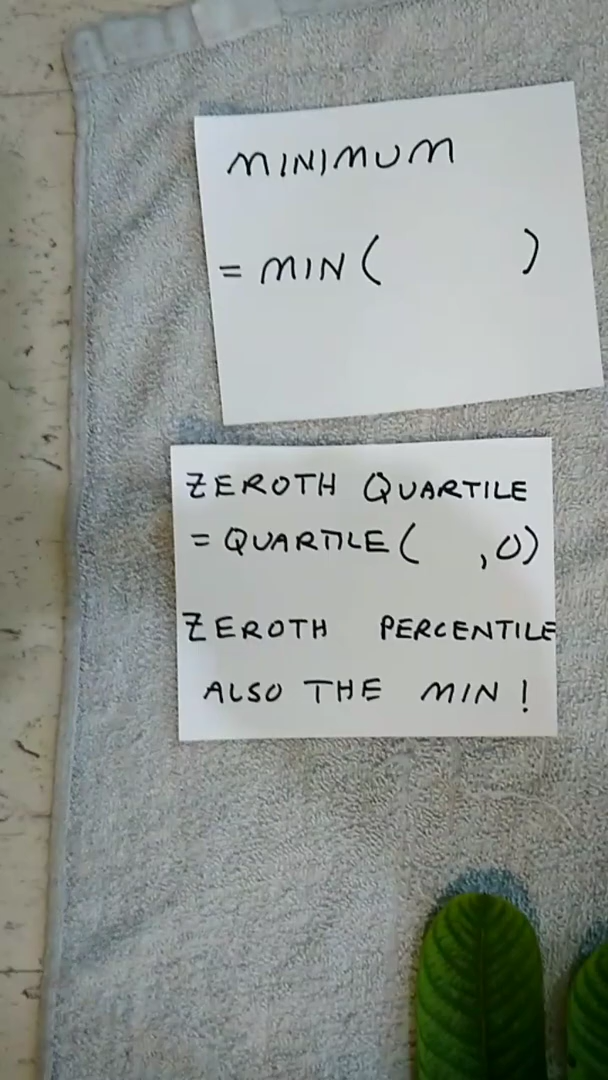 MINIMUM
= MIN( )
ZEROTH QUARTILE
= QUARTILE( ,0)
ZEROTH PERCENTILE
ALSO THE MIN!